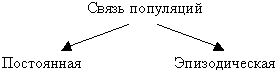 Связь популяций
Постоянная
Эпизодическая